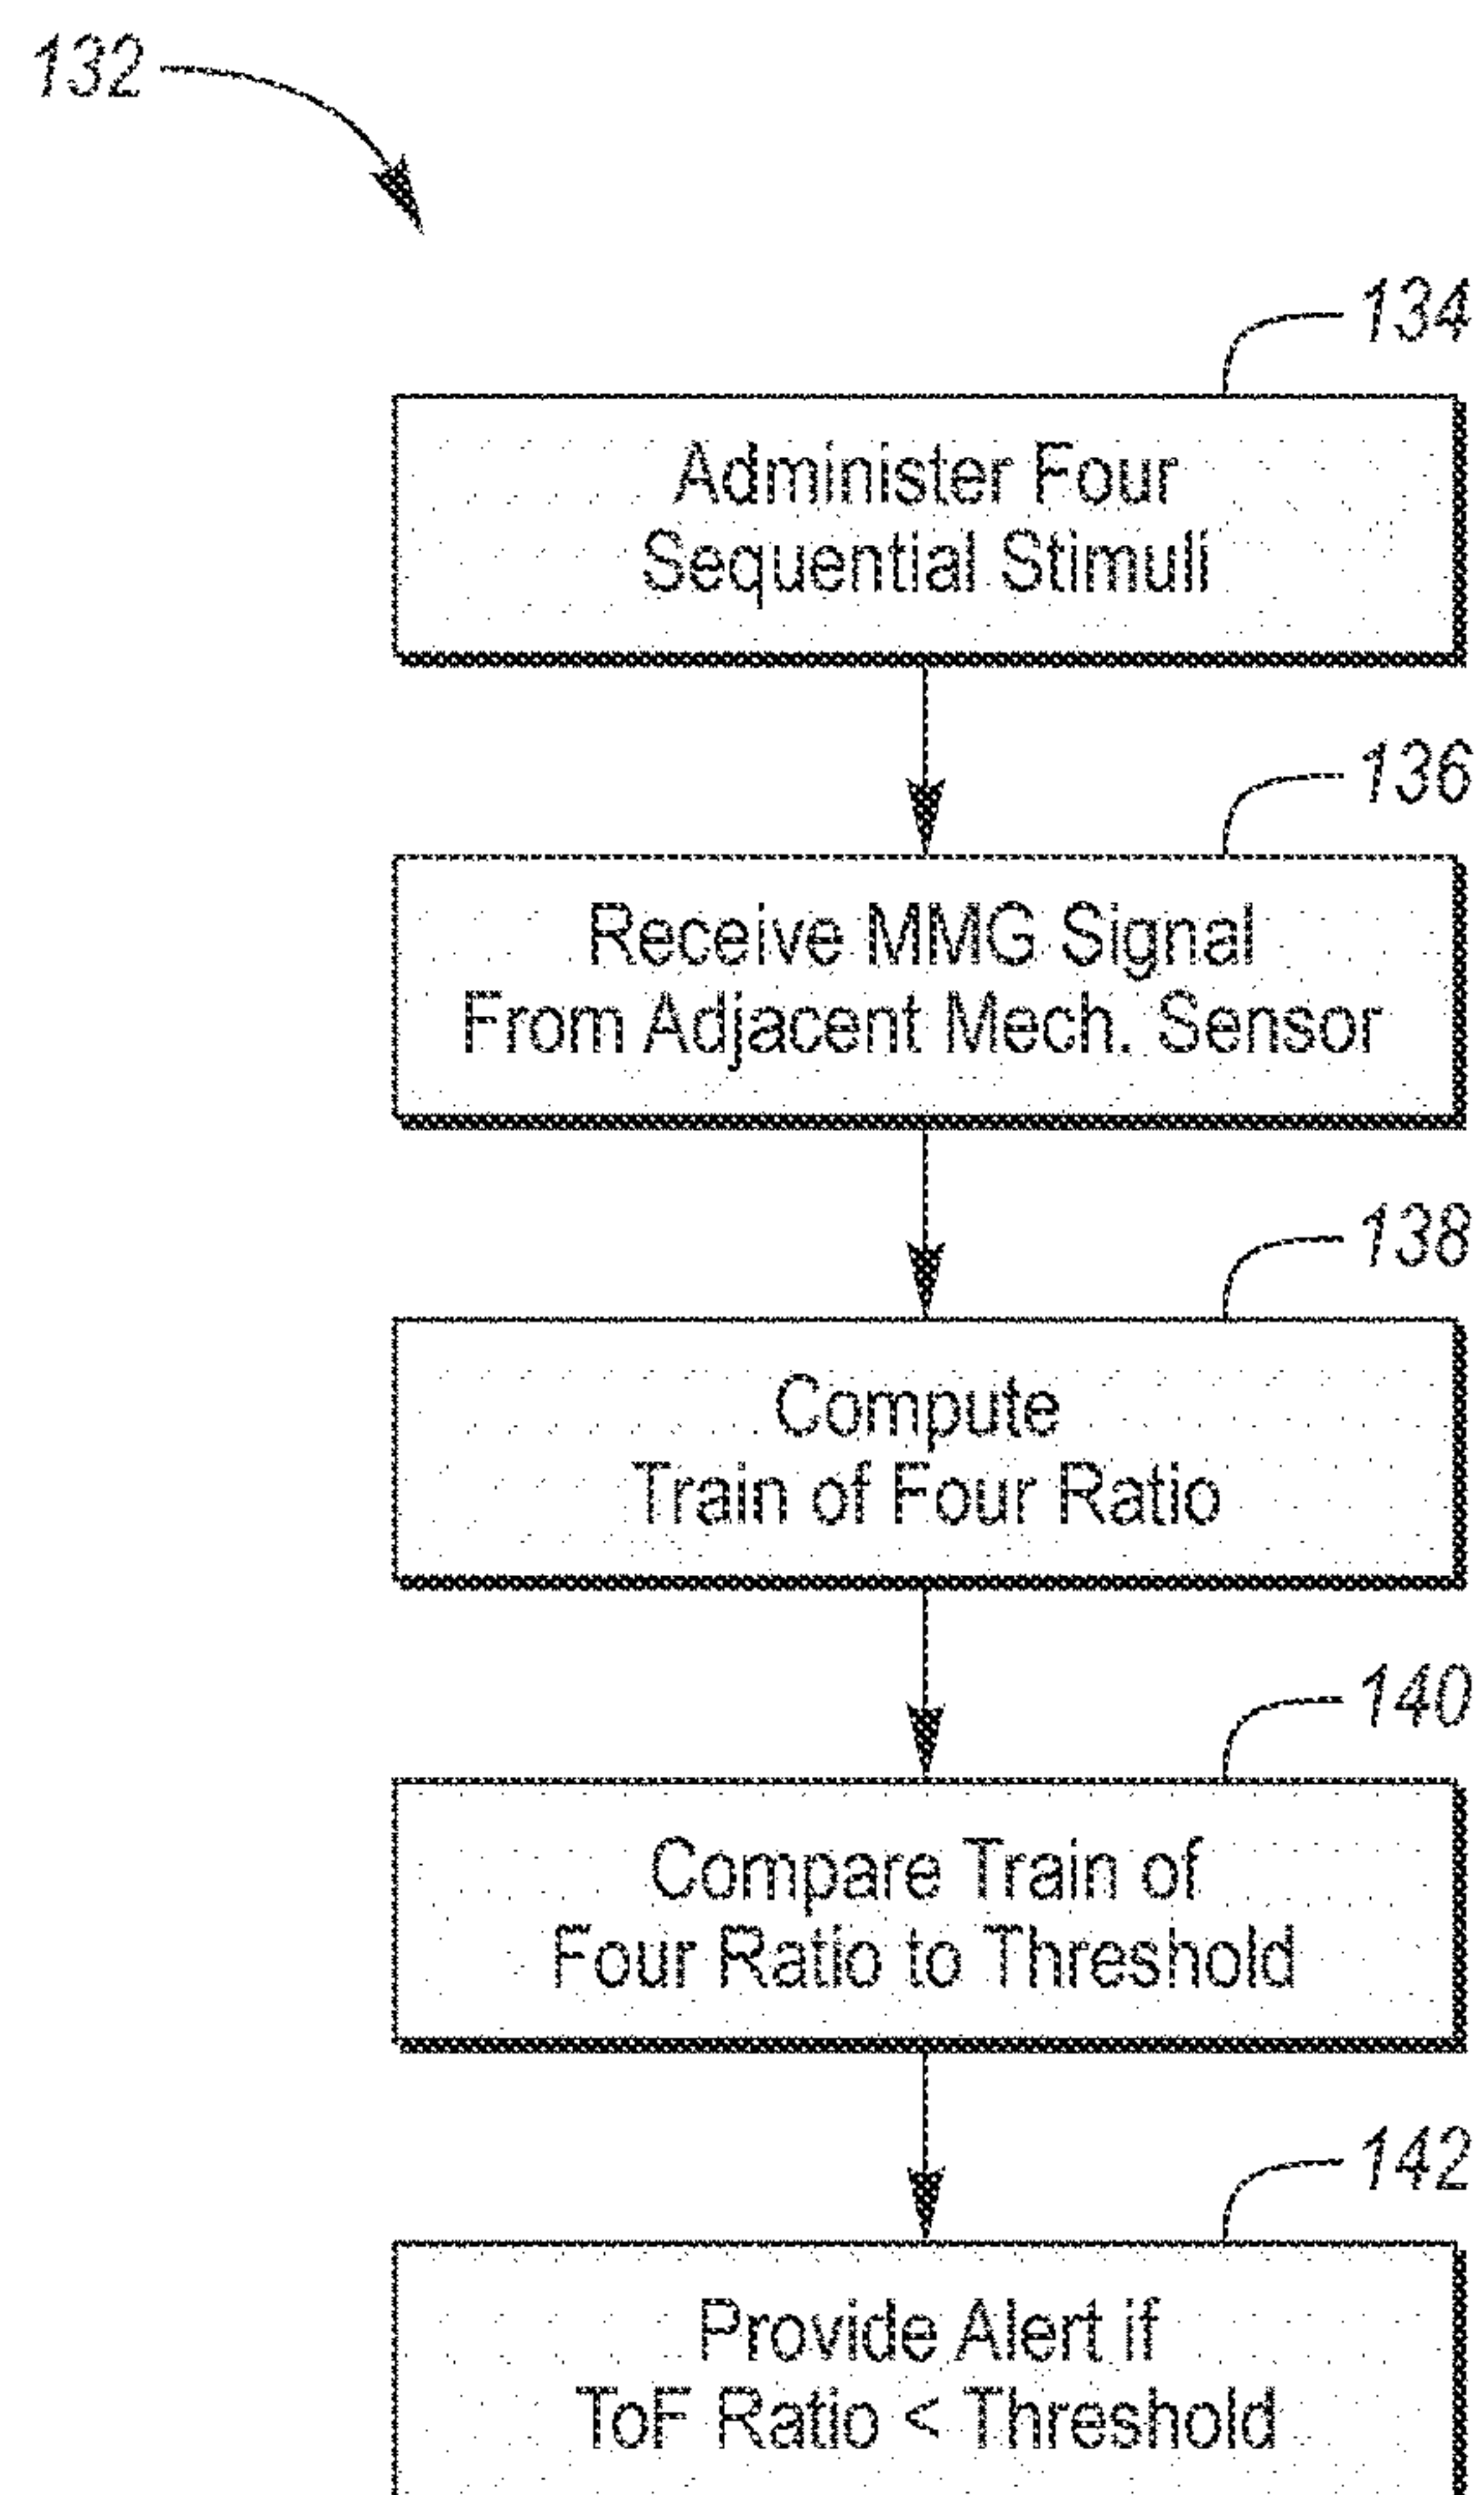 132
134
Administer Four
Sequential Stimuli
136
Receive MMG Signal
From Adjacent Mech. Sensor
138
Compute
Train of Four Ratio
140
Compare Train of
Four Ratio to Threshold
142
Provide Alert if
ToF Ratio < Threshold